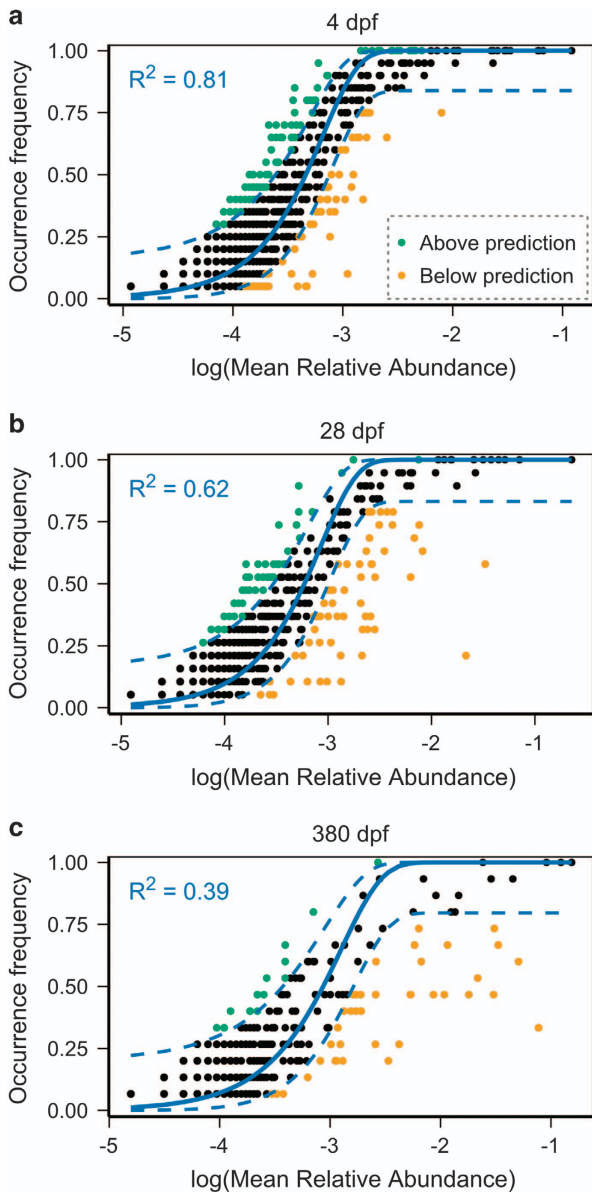 a
4 dpf
1.00
R² = 0.81
0.75
0.50
0.25
0.00
Occurrence frequency
Above prediction
Below prediction
-5 -4 -3 -2 -1
log(Mean Relative Abundance)
b
28 dpf
1.00
R² = 0.62
0.75
0.50
0.25
0.00
Occurrence frequency
-5 -4 -3 -2 -1
log(Mean Relative Abundance)
c
380 dpf
1.00
R² = 0.39
0.75
0.50
0.25
0.00
Occurrence frequency
-5 -4 -3 -2 -1
log(Mean Relative Abundance)